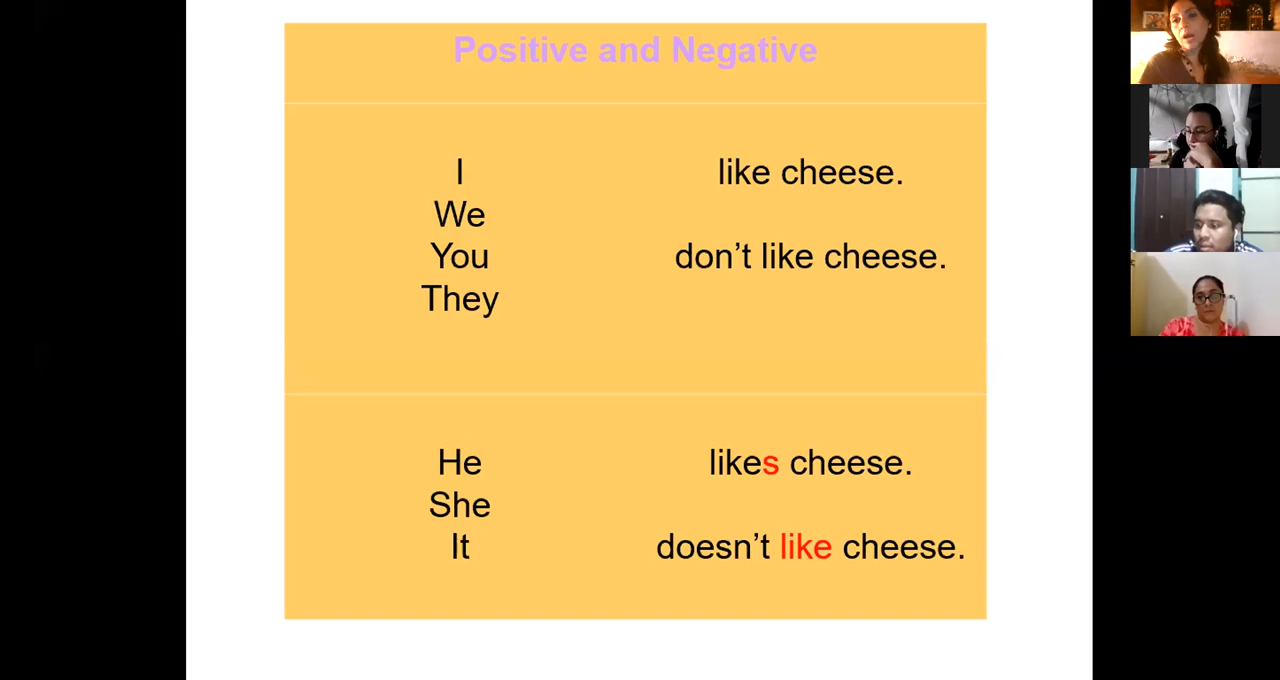 Positive and Negative
I like cheese.
We
You don’t like cheese.
They
He likes cheese.
She
It doesn’t like cheese.